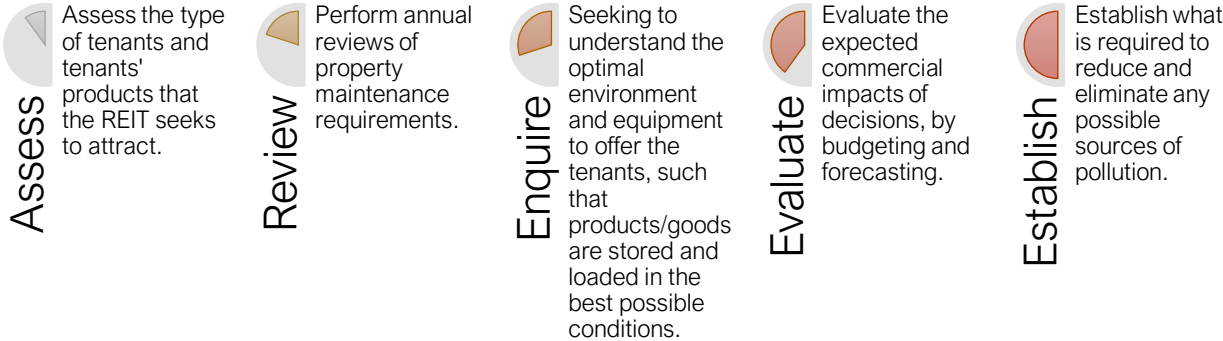 Assess
Assess the type
of tenants and
tenants'
products that
the REIT seeks
to attract.
Review
Perform annual
reviews of
property
maintenance
requirements.
Enquire
Seeking to
understand the
optimal
environment
and equipment
to offer the
tenants, such
that
products/goods
are stored and
loaded in the
best possible
conditions.
Evaluate
Evaluate the
expected
commercial
impacts of
decisions, by
budgeting and
forecasting.
Establish
Establish what
is required to
reduce and
eliminate any
possible
sources of
pollution.